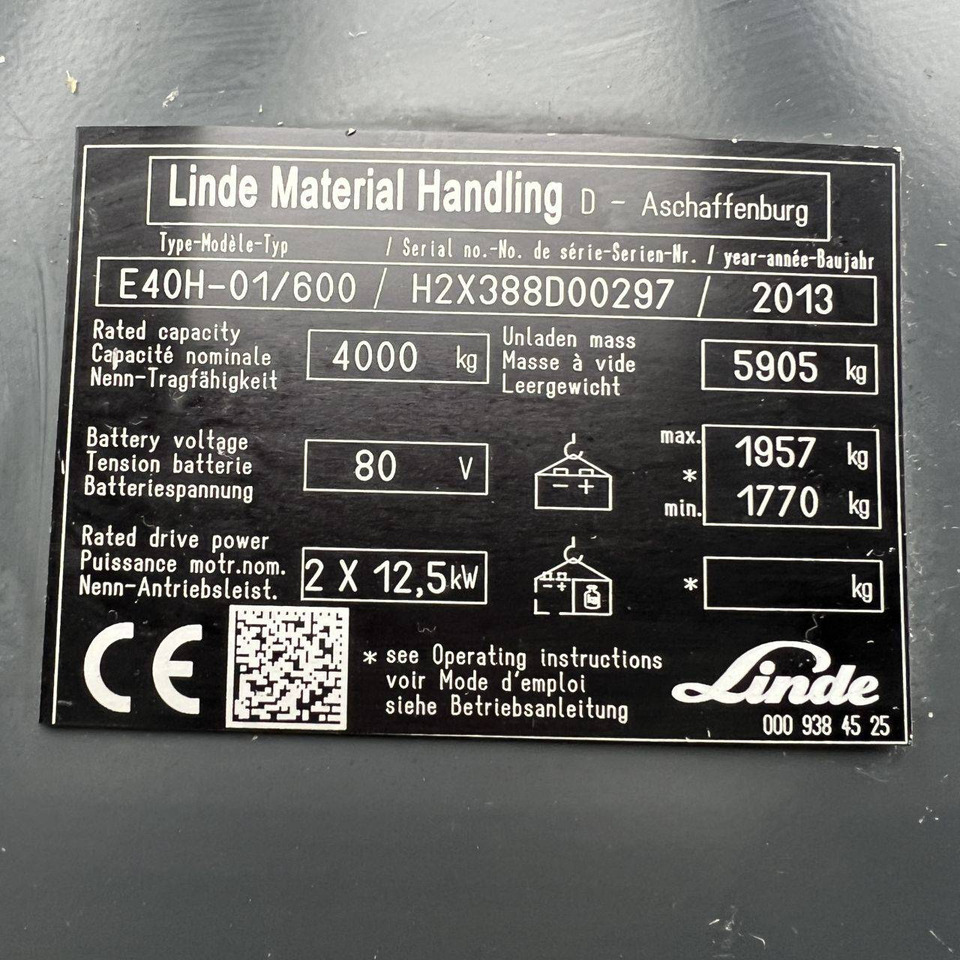 Linde Material Handling D - Aschaffenburg
Type-Modèle-Typ / Serial no.-No. de série-Serien-Nr. / year-année-Baujahr
E40H-01/600 / H2X388D00297 / 2013
Rated capacity
Capacité nominale
Nenn-Tragfähigkeit
4000 kg
Unladen mass
Masse à vide
Leergewicht
5905 kg
Battery voltage
Tension batterie
Batteriespannung
80 V
- +
max. 1957 kg
*
min. 1770 kg
Rated drive power
Puissance motr.nom.
Nenn-Antriebsleist.
2 X 12,5kW
- +
kg
* kg
CE
* see Operating instructions
voir Mode d'emploi
siehe Betriebsanleitung
Linde
000 938 45 25